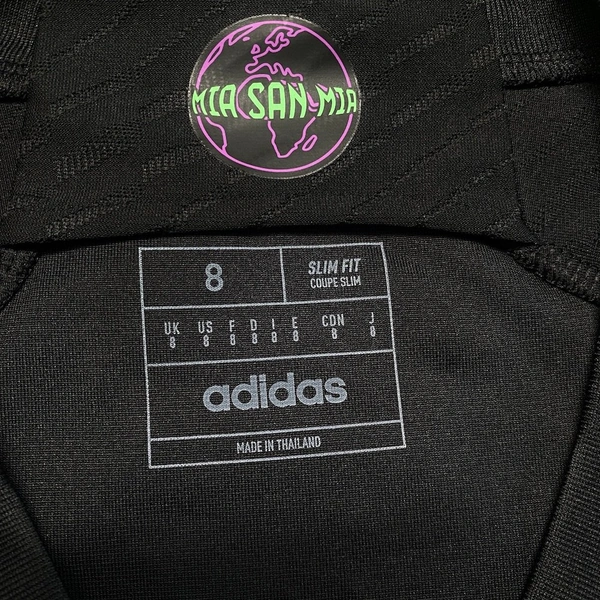 MIA SAN MIA
8
SLIM FIT
COUPE SLIM
UK US F D I E CDN J
8 8 8 8 8 8 8 8
adidas
MADE IN THAILAND